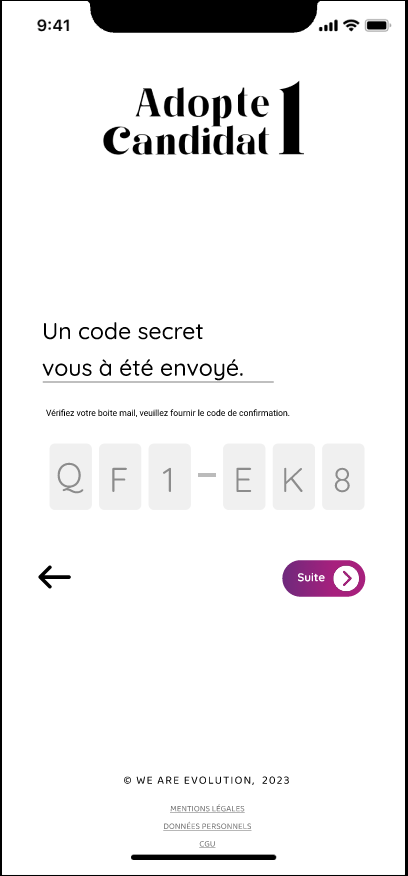 9:41
Adopte 1
Candidat
Un code secret
vous à été envoyé.
Vérifiez votre boite mail, veuillez fournir le code de confirmation.
Q F 1 - E K 8
Suite
© WE ARE EVOLUTION, 2023
MENTIONS LÉGALES
DONNÉES PERSONNELS
CGU